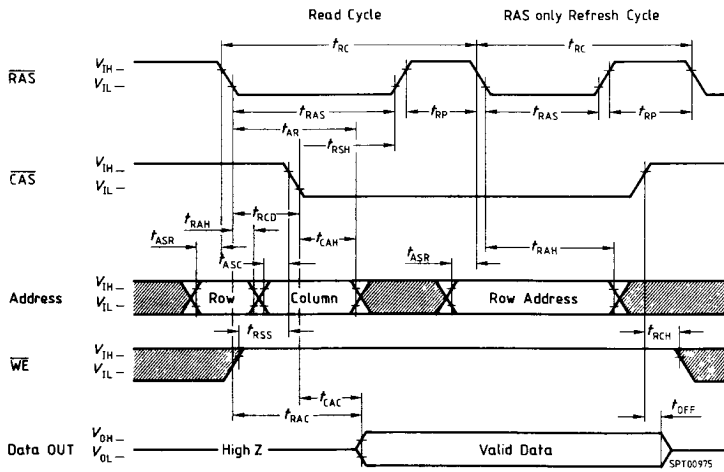 Read Cycle RAS only Refresh Cycle
tRC tRC
RAS VIH VIL
tRAS tRP tRAS tRP
tAR
tRSH
CAS VIH VIL
tRAH tRCD
tASR tCAH tASR tRAH
tASC
Address VIH VIL Row Column Row Address
tRSS tRCH
WE VIH VIL
tCAC
tRAC tOFF
Data OUT VOH VOL High Z Valid Data
SPT00975